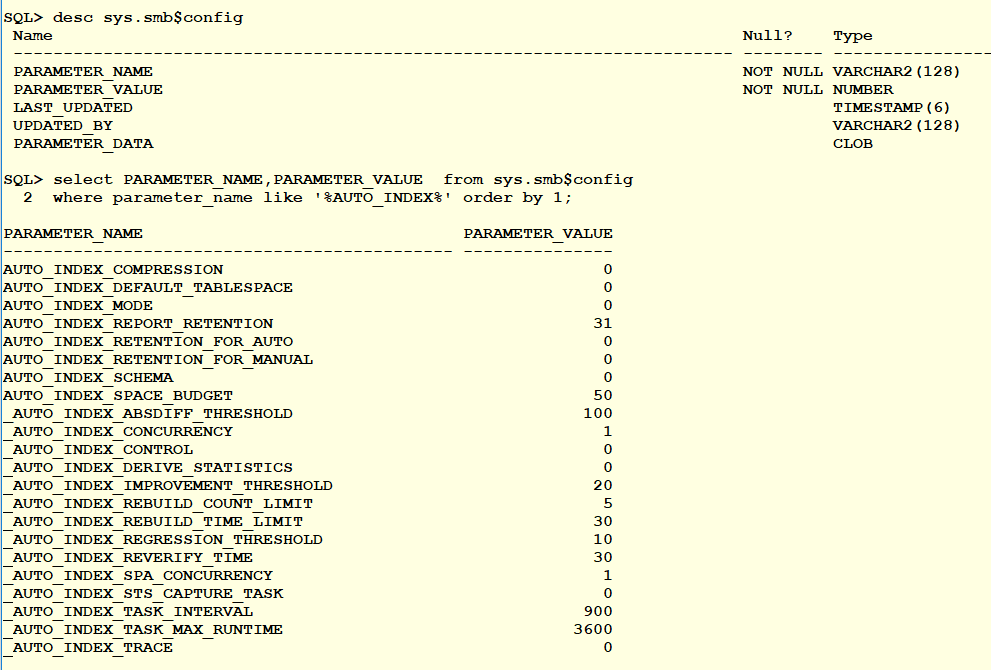 SQL> desc sys.smb$config
 Name                                                                     Null?    Type
 ------------------------------------------------------------------------ -------- ----------------
 PARAMETER_NAME                                                           NOT NULL VARCHAR2(128)
 PARAMETER_VALUE                                                          NOT NULL NUMBER
 LAST_UPDATED                                                                      TIMESTAMP(6)
 UPDATED_BY                                                                        VARCHAR2(128)
 PARAMETER_DATA                                                                    CLOB
SQL> select PARAMETER_NAME,PARAMETER_VALUE  from sys.smb$config
  2  where parameter_name like '%AUTO_INDEX%' order by 1;
PARAMETER_NAME                                PARAMETER_VALUE
--------------------------------------------- ---------------
AUTO_INDEX_COMPRESSION                                      0
AUTO_INDEX_DEFAULT_TABLESPACE                               0
AUTO_INDEX_MODE                                             0
AUTO_INDEX_REPORT_RETENTION                                31
AUTO_INDEX_RETENTION_FOR_AUTO                               0
AUTO_INDEX_RETENTION_FOR_MANUAL                             0
AUTO_INDEX_SCHEMA                                           0
AUTO_INDEX_SPACE_BUDGET                                    50
_AUTO_INDEX_ABSDIFF_THRESHOLD                             100
_AUTO_INDEX_CONCURRENCY                                     1
_AUTO_INDEX_CONTROL                                         0
_AUTO_INDEX_DERIVE_STATISTICS                               0
_AUTO_INDEX_IMPROVEMENT_THRESHOLD                          20
_AUTO_INDEX_REBUILD_COUNT_LIMIT                             5
_AUTO_INDEX_REBUILD_TIME_LIMIT                             30
_AUTO_INDEX_REGRESSION_THRESHOLD                           10
_AUTO_INDEX_REVERIFY_TIME                                  30
_AUTO_INDEX_SPA_CONCURRENCY                                 1
_AUTO_INDEX_STS_CAPTURE_TASK                                0
_AUTO_INDEX_TASK_INTERVAL                                 900
_AUTO_INDEX_TASK_MAX_RUNTIME                             3600
_AUTO_INDEX_TRACE                                           0